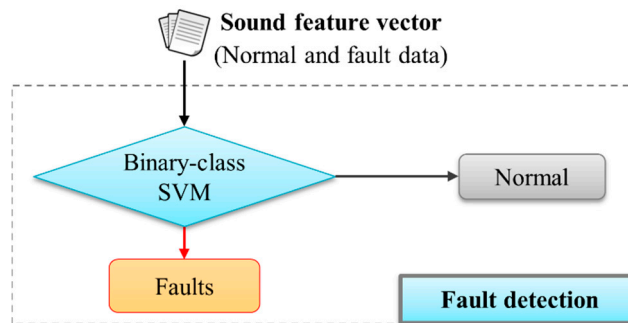 Sound feature vector
(Normal and fault data)
Binary-class
SVM
Normal
Faults
Fault detection